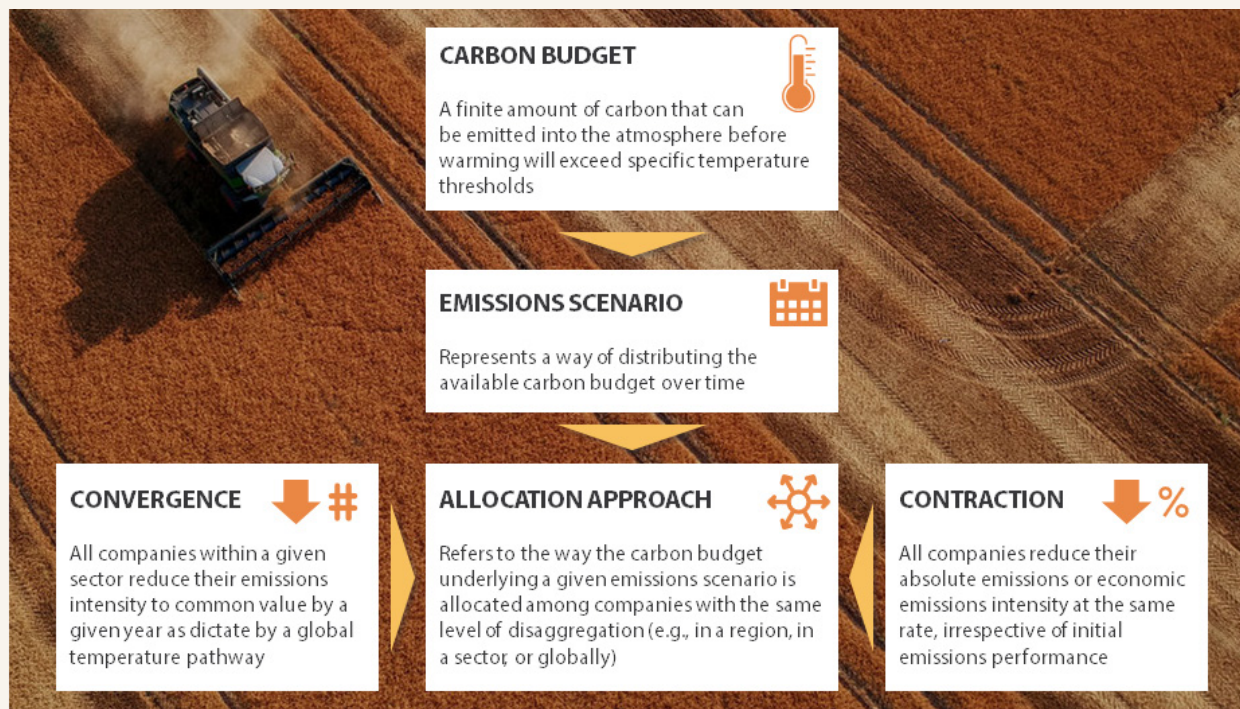 CARBON BUDGET
A finite amount of carbon that can
be emitted into the atmosphere before
warming will exceed specific temperature
thresholds
EMISSIONS SCENARIO
Represents a way of distributing the
available carbon budget over time
CONVERGENCE
#
All companies within a given
sector reduce their emissions
intensity to common value by a
given year as dictate by a global
temperature pathway
ALLOCATION APPROACH
Refers to the way the carbon budget
underlying a given emissions scenario is
allocated among companies with the same
level of disaggregation (e.g., in a region, in
a sector, or globally)
CONTRACTION
%
All companies reduce their
absolute emissions or economic
emissions intensity at the same
rate, irrespective of initial
emissions performance